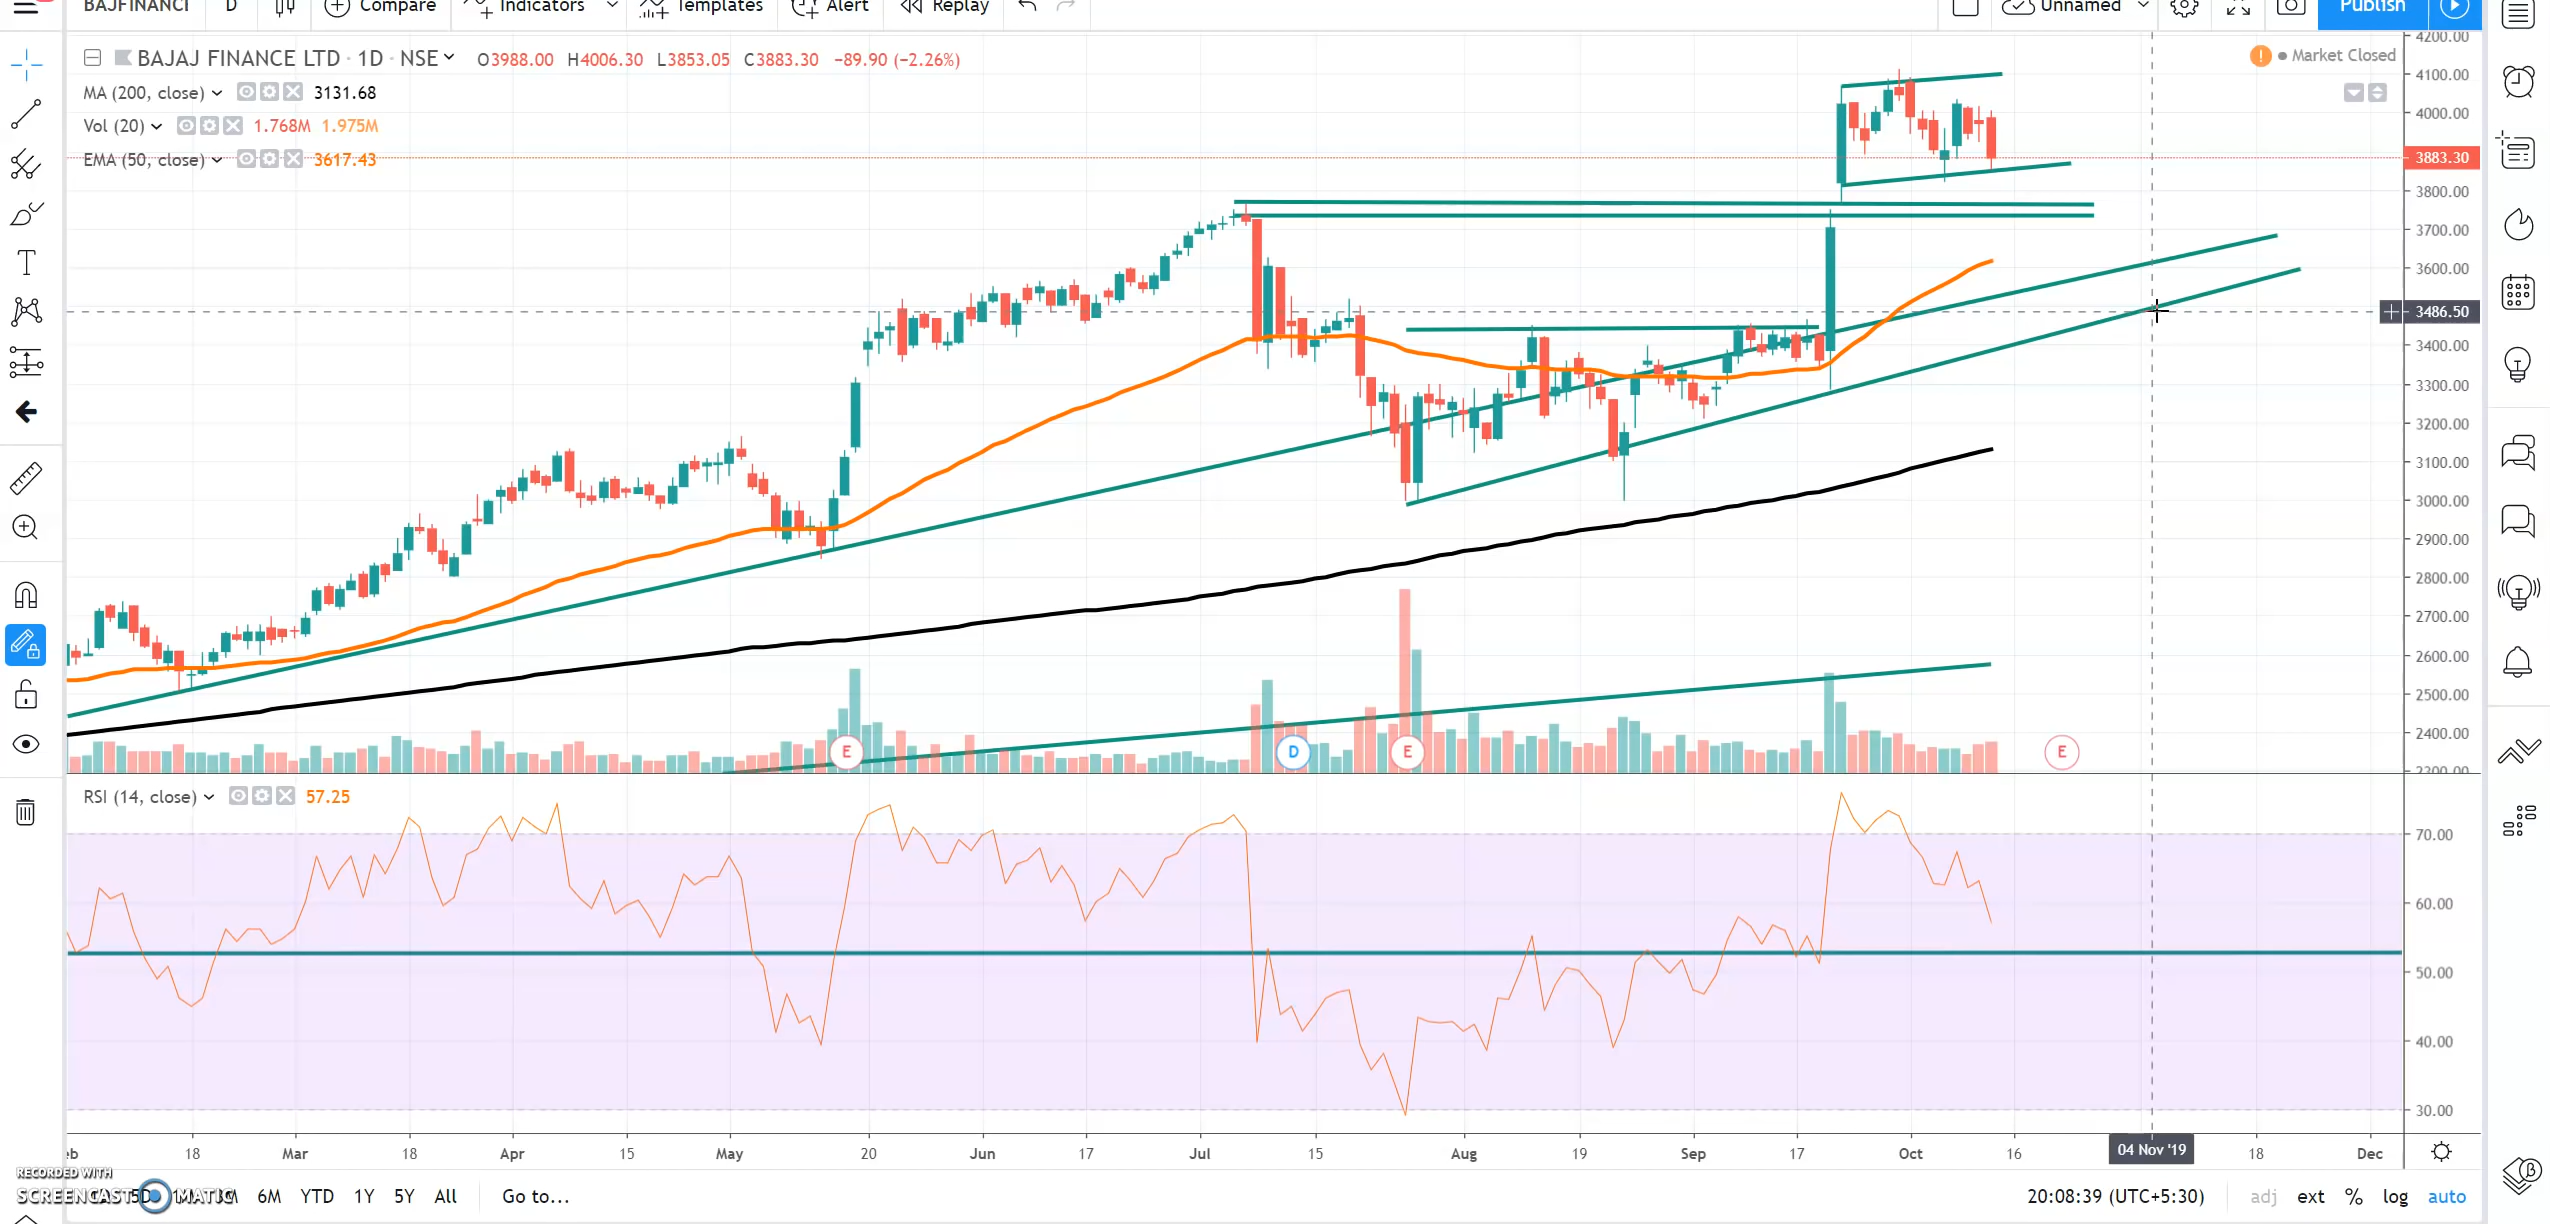 BAJFINANCI D Compare Indicators Templates Alert Replay Unnamed Publish
BAJAJ FINANCE LTD · 1D · NSE O3988.00 H4006.30 L3853.05 C3883.30 −89.90 (−2.26%)
! Market Closed
MA (200, close) 3131.68
Vol (20) 1.768M 1.975M
EMA (50, close) 3617.43
4200.00
4100.00
4000.00
3883.30
3800.00
3700.00
3600.00
3486.50
3400.00
3300.00
3200.00
3100.00
3000.00
2900.00
2800.00
2700.00
2600.00
2500.00
2400.00
2300.00
E D E E
RSI (14, close) 57.25
70.00
60.00
50.00
40.00
30.00
eb 18 Mar 18 Apr 15 May 20 Jun 17 Jul 15 Aug 19 Sep 17 Oct 16 04 Nov '19 18 Dec
RECORDED WITH
SCREENCAST MATIC
5D 6M YTD 1Y 5Y All Go to... 20:08:39 (UTC+5:30) adj ext % log auto